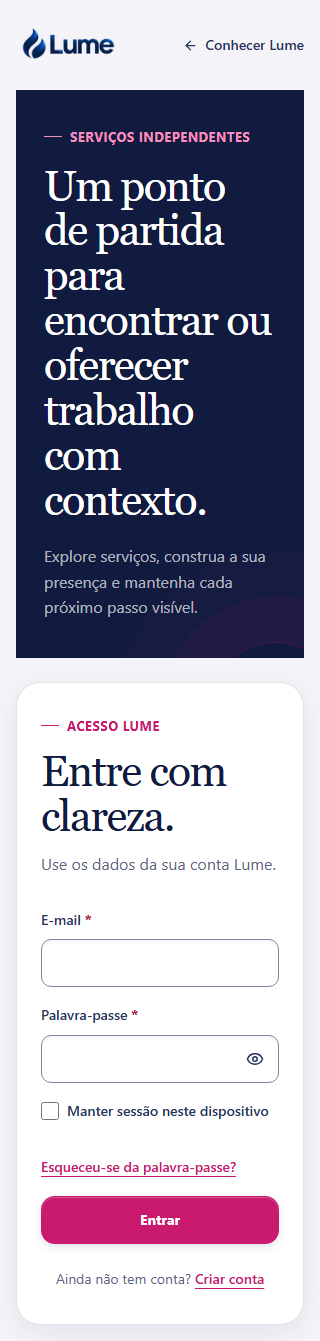 Lume
Conhecer Lume
SERVIÇOS INDEPENDENTES
Um ponto
de partida
para
encontrar ou
oferecer
trabalho
com
contexto.
Explore serviços, construa a sua
presença e mantenha cada
próximo passo visível.
ACESSO LUME
Entre com
clareza.
Use os dados da sua conta Lume.
E-mail *
Palavra-passe *
Manter sessão neste dispositivo
Esqueceu-se da palavra-passe?
Entrar
Ainda não tem conta? Criar conta